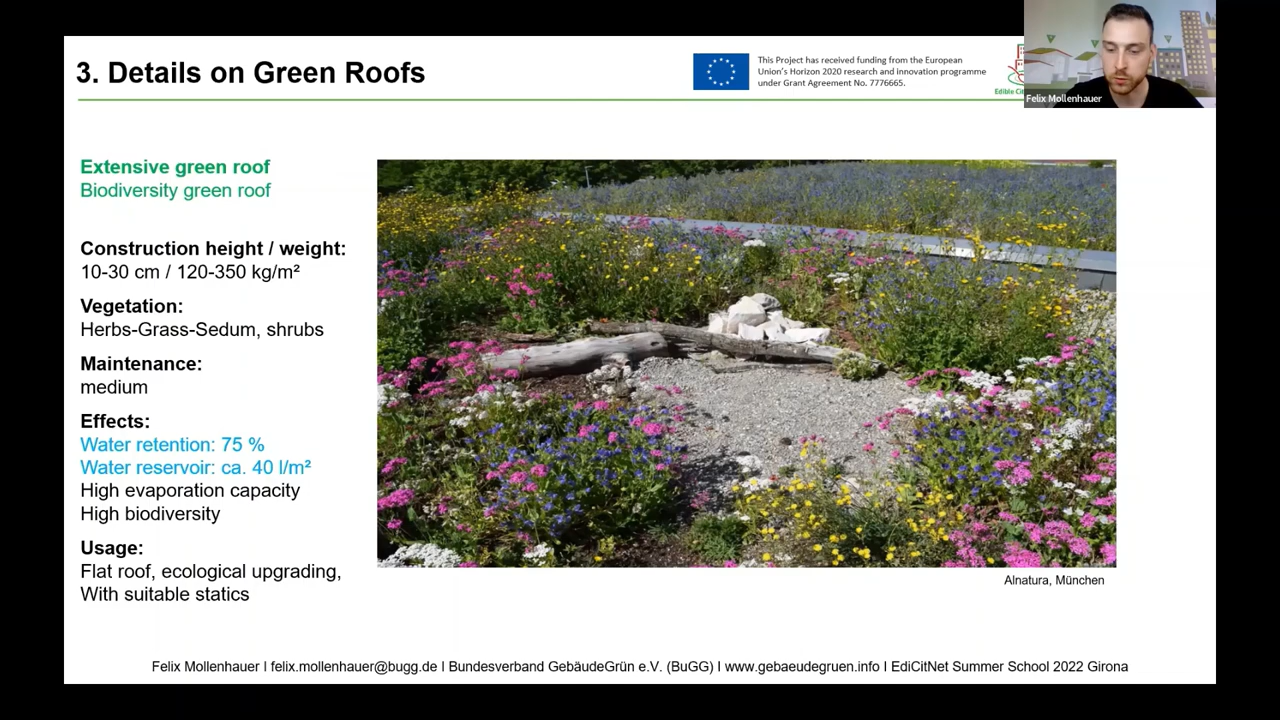 3. Details on Green Roofs
This Project has received funding from the European
Union's Horizon 2020 research and innovation programme
under Grant Agreement No. 7776665.
Edible
Felix Mollenhauer
Extensive green roof
Biodiversity green roof
Construction height / weight:
10-30 cm / 120-350 kg/m²
Vegetation:
Herbs-Grass-Sedum, shrubs
Maintenance:
medium
Effects:
Water retention: 75 %
Water reservoir: ca. 40 l/m²
High evaporation capacity
High biodiversity
Usage:
Flat roof, ecological upgrading,
With suitable statics
Alnatura, München
Felix Mollenhauer I felix.mollenhauer@bugg.de I Bundesverband GebäudeGrün e.V. (BuGG) I www.gebaeudegruen.info I EdiCitNet Summer School 2022 Girona